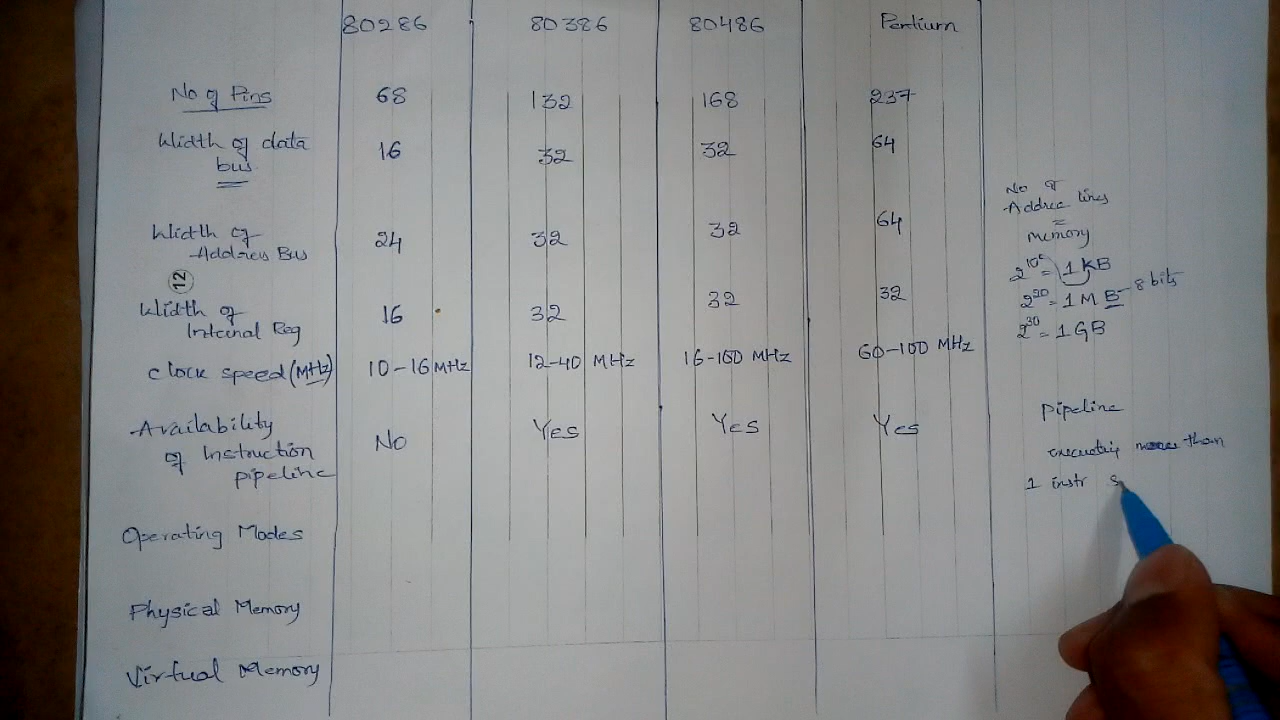 80286 80386 80486 Pentium
No of Pins 68 132 168 237
Width of data 16 32 32 64
bus
Width of
Address Bus 24 32 32 64
12
Width of
Internal Reg 16 32 32 32
Clock speed (MHz) 10-16 MHz 12-40 MHz 16-100 MHz 60-100 MHz
Availability
of Instruction No Yes Yes Yes
pipeline
Operating Modes
Physical Memory
Virtual Memory
No of
Address lines
=
memory
2^10 = 1 KB
2^20 = 1 MB - 8 bits
2^30 = 1 GB
Pipeline
executing more than
1 instr